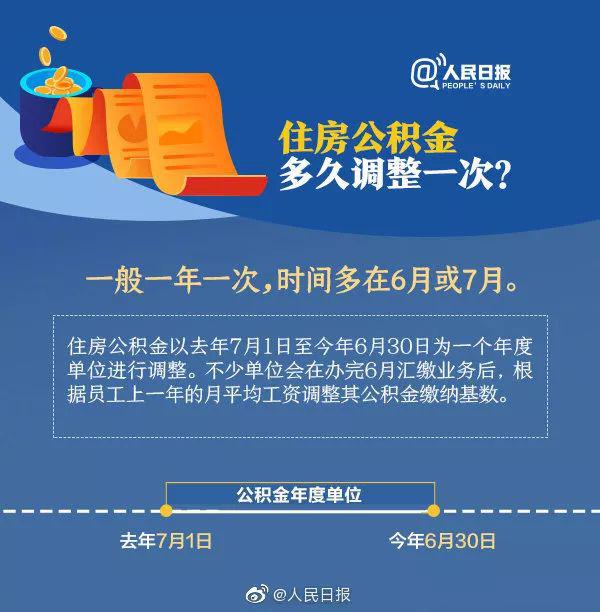 @人民日报
PEOPLE'S DAILY
住房公积金
多久调整一次?
一般一年一次,时间多在6月或7月。
住房公积金以去年7月1日至今年6月30日为一个年度
单位进行调整。不少单位会在办完6月汇缴业务后，根
据员工上一年的月平均工资调整其公积金缴纳基数。
公积金年度单位
去年7月1日
今年6月30日
@人民日报